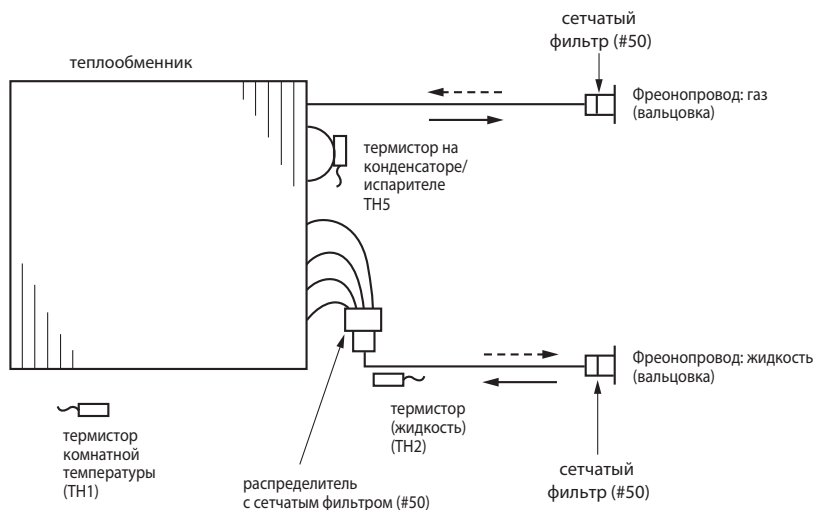 сетчатый
фильтр (#50)
теплообменник
Фреонопровод: газ
(вальцовка)
термистор на
конденсаторе/
испарителе
TH5
Фреонопровод: жидкость
(вальцовка)
термистор
(жидкость)
(TH2)
термистор
комнатной
температуры
(TH1)
распределитель
с сетчатым фильтром (#50)
сетчатый
фильтр (#50)